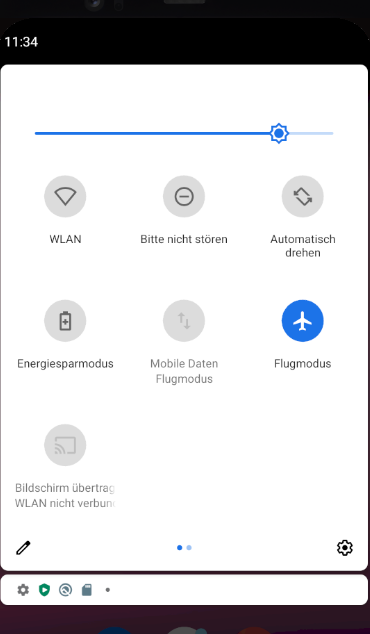 11:34
WLAN
Bitte nicht stören
Automatisch
drehen
Energiesparmodus
Mobile Daten
Flugmodus
Flugmodus
Bildschirm übertrag
WLAN nicht verbun